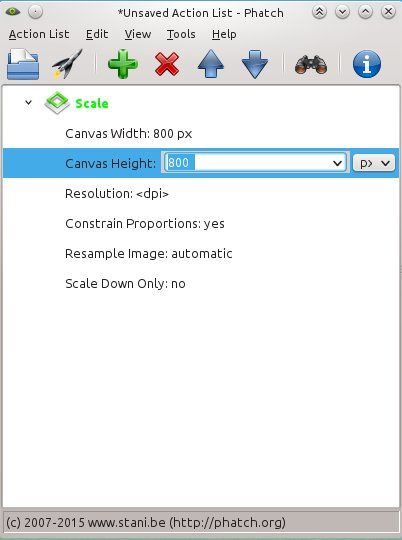 *Unsaved Action List - Phatch
Action List Edit View Tools Help
Scale
Canvas Width: 800 px
Canvas Height: 800 px
Resolution: <dpi>
Constrain Proportions: yes
Resample Image: automatic
Scale Down Only: no
(c) 2007-2015 www.stani.be (http://phatch.org)